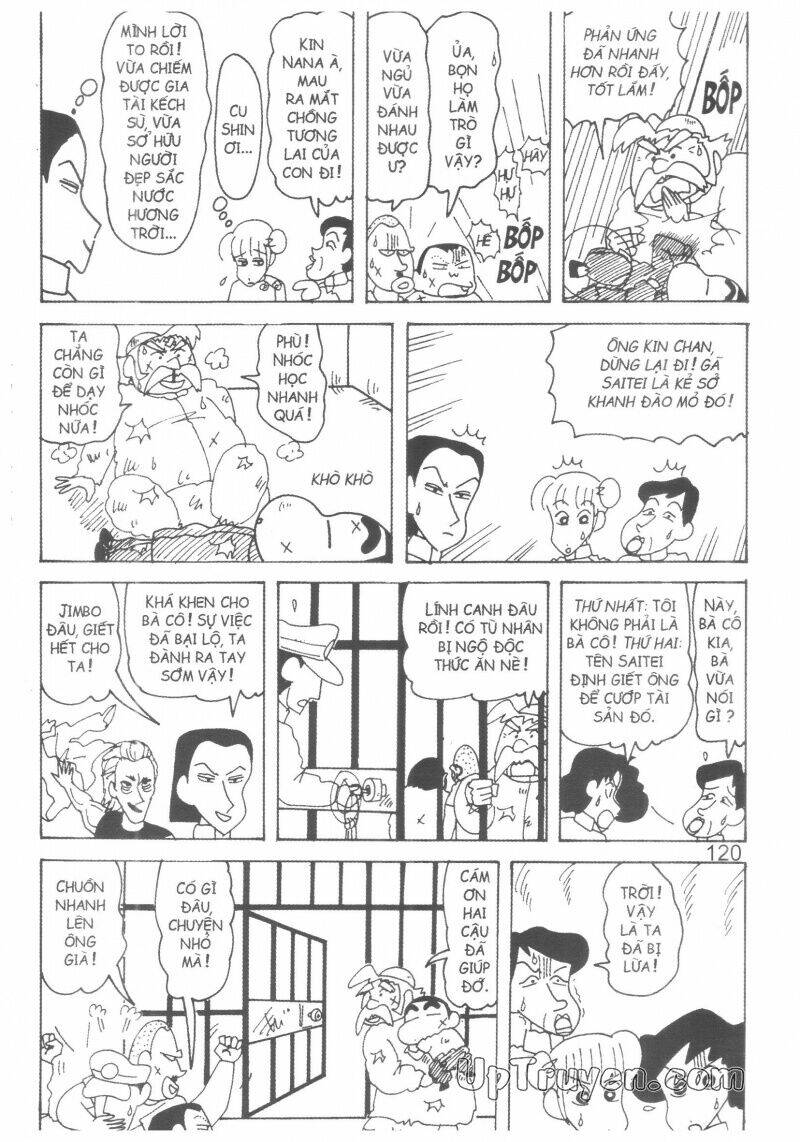 MÌNH LỜI
TO RỒI!
VỪA CHIẾM
ĐƯỢC GIA
TÀI KẾCH
SÙ, VỪA
SỞ HỮU
NGƯỜI
ĐẸP SẮC
NƯỚC
HƯƠNG
TRỜI...
CU
SHIN
ƠI...
KIN
NANA À,
MAU
RA MẮT
CHỒNG
TƯƠNG
LAI CỦA
CON ĐI!
VỪA
NGỦ
VỪA
ĐÁNH
NHAU
ĐƯỢC
Ư?
ỦA,
BỌN
HỌ
LÀM
TRÒ
GÌ
VẬY?
HÂY
HỰ
HỰ
HÊ
BỐP
BỐP
PHẢN ỨNG
ĐÃ NHANH
HƠN RỒI ĐẤY,
TỐT LẮM!
BỐP
TA
CHẲNG
CÒN GÌ
ĐỂ DẠY
NHÓC
NỮA!
PHÙ!
NHÓC
HỌC
NHANH
QUÁ!
KHÒ KHÒ
ÔNG KIN CHAN,
DỪNG LẠI ĐI! GÃ
SAITEI LÀ KẺ SỞ
KHANH ĐÀO MỎ ĐÓ!
JIMBO
ĐÂU, GIẾT
HẾT CHO
TA!
KHÁ KHEN CHO
BÀ CÔ! SỰ VIỆC
ĐÃ BẠI LỘ, TA
ĐÀNH RA TAY
SỚM VẬY!
LÍNH CANH ĐÂU
RỒI! CÓ TÙ NHÂN
BỊ NGỘ ĐỘC
THỨC ĂN NÈ!
THỨ NHẤT: TÔI
KHÔNG PHẢI LÀ
BÀ CÔ! THỨ HAI:
TÊN SAITEI
ĐỊNH GIẾT ÔNG
ĐỂ CƯỚP TÀI
SẢN ĐÓ.
NÀY,
BÀ CÔ
KIA,
BÀ
VỪA
NÓI
GÌ?
120
CHUỒN
NHANH
LÊN
ÔNG
GIÀ!
CÓ GÌ
ĐÂU,
CHUYỆN
NHỎ
MÀ!
CÁM
ƠN
HAI
CẬU
ĐÃ
GIÚP
ĐỠ.
TRỜI!
VẬY
LÀ TA
ĐÃ BỊ
LỪA!
UpTruyen.com